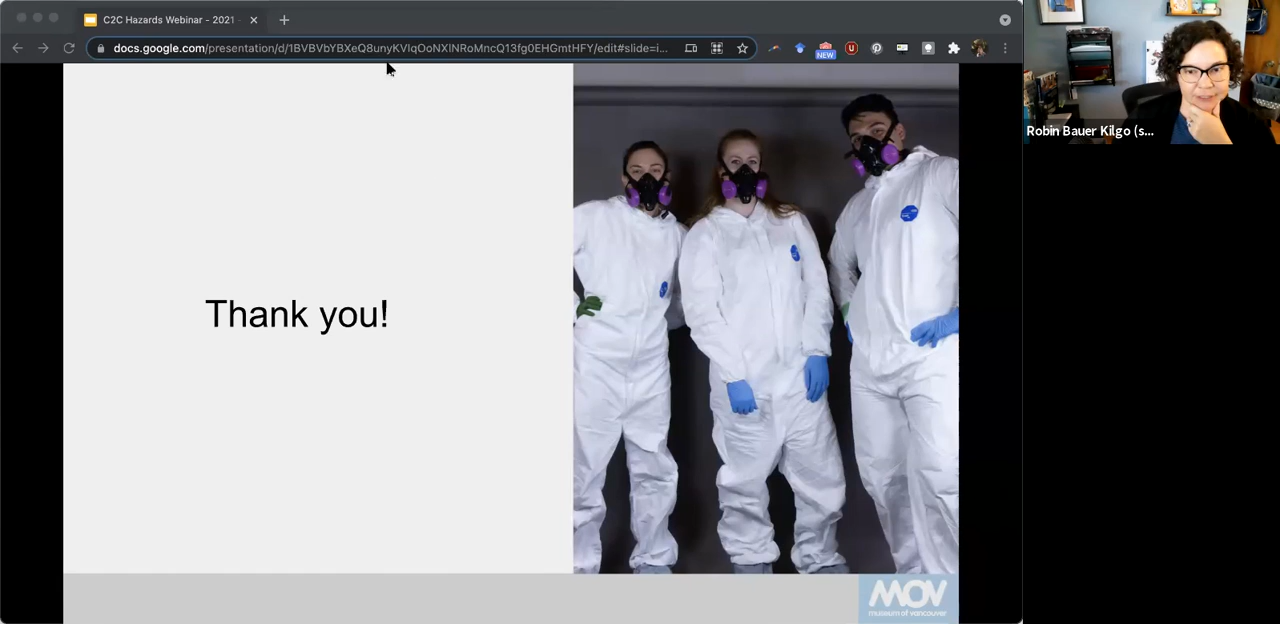 C2C Hazards Webinar - 2021 -
docs.google.com/presentation/d/1BVBVbYBXeQ8unyKVIqOoNXINRoMncQ13fg0EHGmtHFY/edit#slide=i...
NEW
Robin Bauer Kilgo (s...
Thank you!
MOV
museum of vancouver